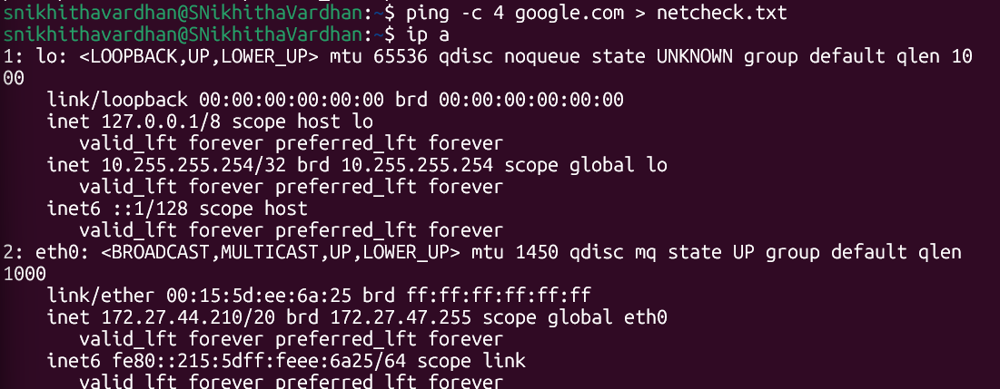 snikhithavardhan@SNikhithaVardhan:~$ ping -c 4 google.com > netcheck.txt
snikhithavardhan@SNikhithaVardhan:~$ ip a
1: lo: <LOOPBACK,UP,LOWER_UP> mtu 65536 qdisc noqueue state UNKNOWN group default qlen 10
00
    link/loopback 00:00:00:00:00:00 brd 00:00:00:00:00:00
    inet 127.0.0.1/8 scope host lo
       valid_lft forever preferred_lft forever
    inet 10.255.255.254/32 brd 10.255.255.254 scope global lo
       valid_lft forever preferred_lft forever
    inet6 ::1/128 scope host
       valid_lft forever preferred_lft forever
2: eth0: <BROADCAST,MULTICAST,UP,LOWER_UP> mtu 1450 qdisc mq state UP group default qlen
1000
    link/ether 00:15:5d:ee:6a:25 brd ff:ff:ff:ff:ff:ff
    inet 172.27.44.210/20 brd 172.27.47.255 scope global eth0
       valid_lft forever preferred_lft forever
    inet6 fe80::215:5dff:feee:6a25/64 scope link
       valid_lft forever preferred_lft forever